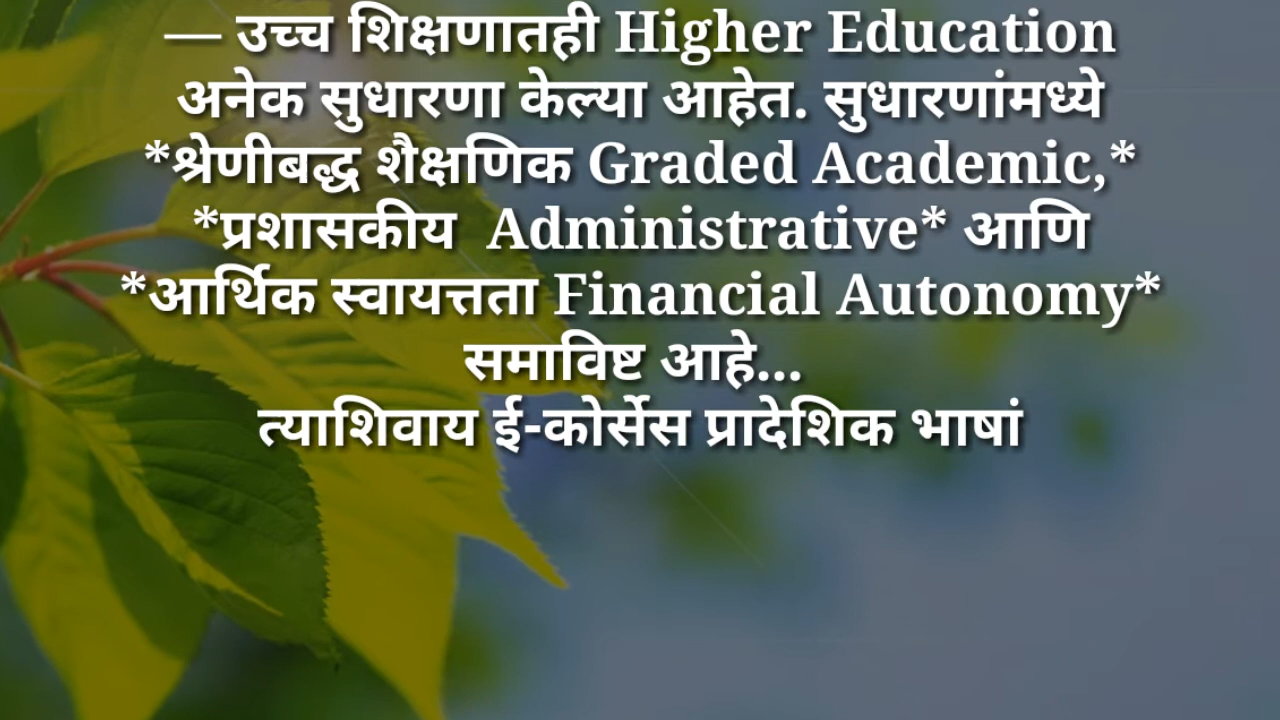 — उच्च शिक्षणातही Higher Education
अनेक सुधारणा केल्या आहेत. सुधारणांमध्ये
*श्रेणीबद्ध शैक्षणिक Graded Academic,*
*प्रशासकीय  Administrative* आणि
*आर्थिक स्वायत्तता Financial Autonomy*
समाविष्ट आहे...
त्याशिवाय ई-कोर्सेस प्रादेशिक भाषां